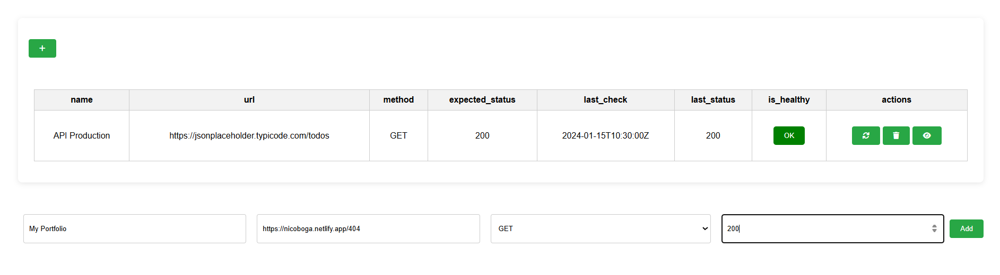 +
name url method expected_status last_check last_status is_healthy actions
API Production https://jsonplaceholder.typicode.com/todos GET 200 2024-01-15T10:30:00Z 200 OK
My Portfolio https://nicoboga.netlify.app/404 GET 200 Add